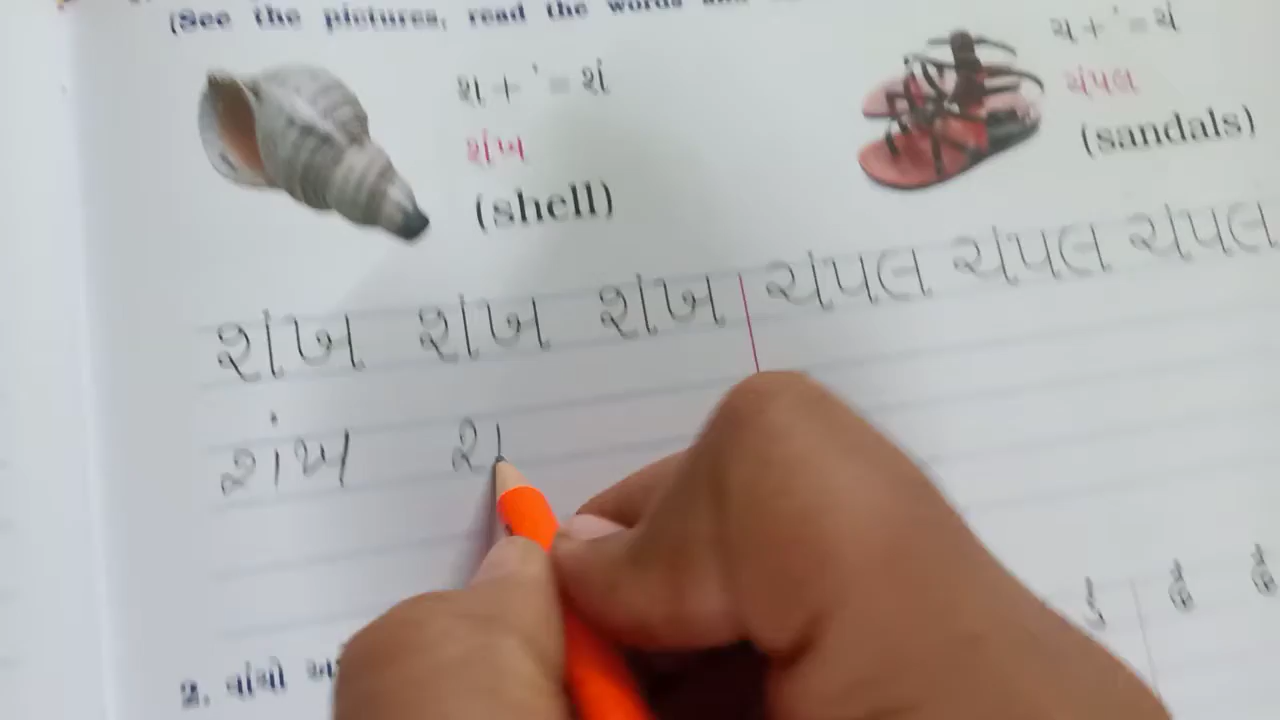 (See the pictures, read the words
શ + ં = શં
શંખ
(shell)
ચ + ં = ચં
ચંપલ
(sandals)
શંખ શંખ શંખ ચંપલ ચંપલ ચંપલ
શંખ શ
2. વાંચો